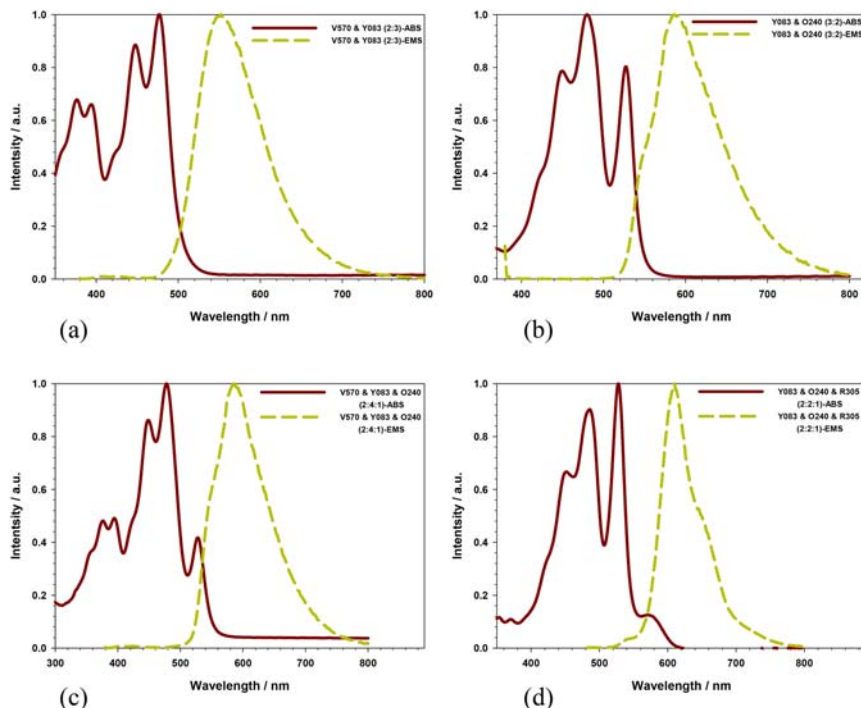 V570 & Y083 (2:3)-ABS
V570 & Y083 (2:3)-EMS
1.0
0.8
0.6
0.4
0.2
0.0
Intentsity / a.u.
400 500 600 700 800
Wavelength / nm
(a)
Y083 & O240 (3:2)-ABS
Y083 & O240 (3:2)-EMS
1.0
0.8
0.6
0.4
0.2
0.0
Intentsity / a.u.
400 500 600 700 800
Wavelength / nm
(b)
V570 & Y083 & O240
(2:4:1)-ABS
V570 & Y083 & O240
(2:4:1)-EMS
1.0
0.8
0.6
0.4
0.2
0.0
Intentsity / a.u.
300 400 500 600 700 800
Wavelength / nm
(c)
Y083 & O240 & R305
(2:2:1)-ABS
Y083 & O240 & R305
(2:2:1)-EMS
1.0
0.8
0.6
0.4
0.2
0.0
Intentsity / a.u.
400 500 600 700 800
Wavelength / nm
(d)